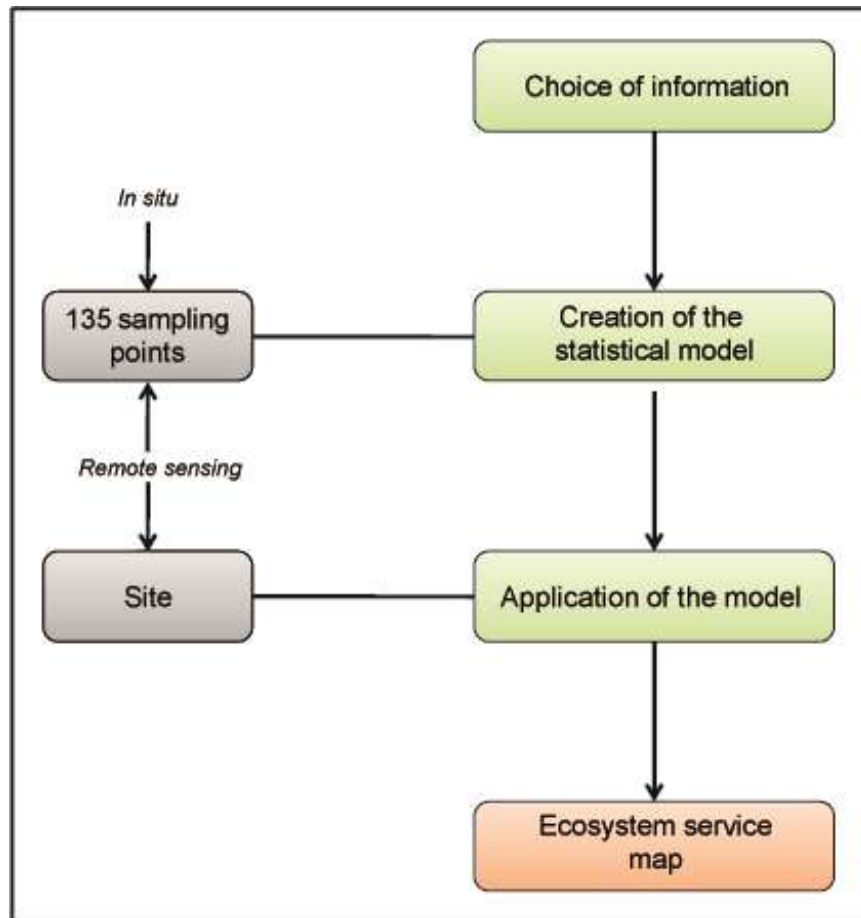 Choice of information
In situ
135 sampling
points
Creation of the
statistical model
Remote sensing
Site
Application of the model
Ecosystem service
map